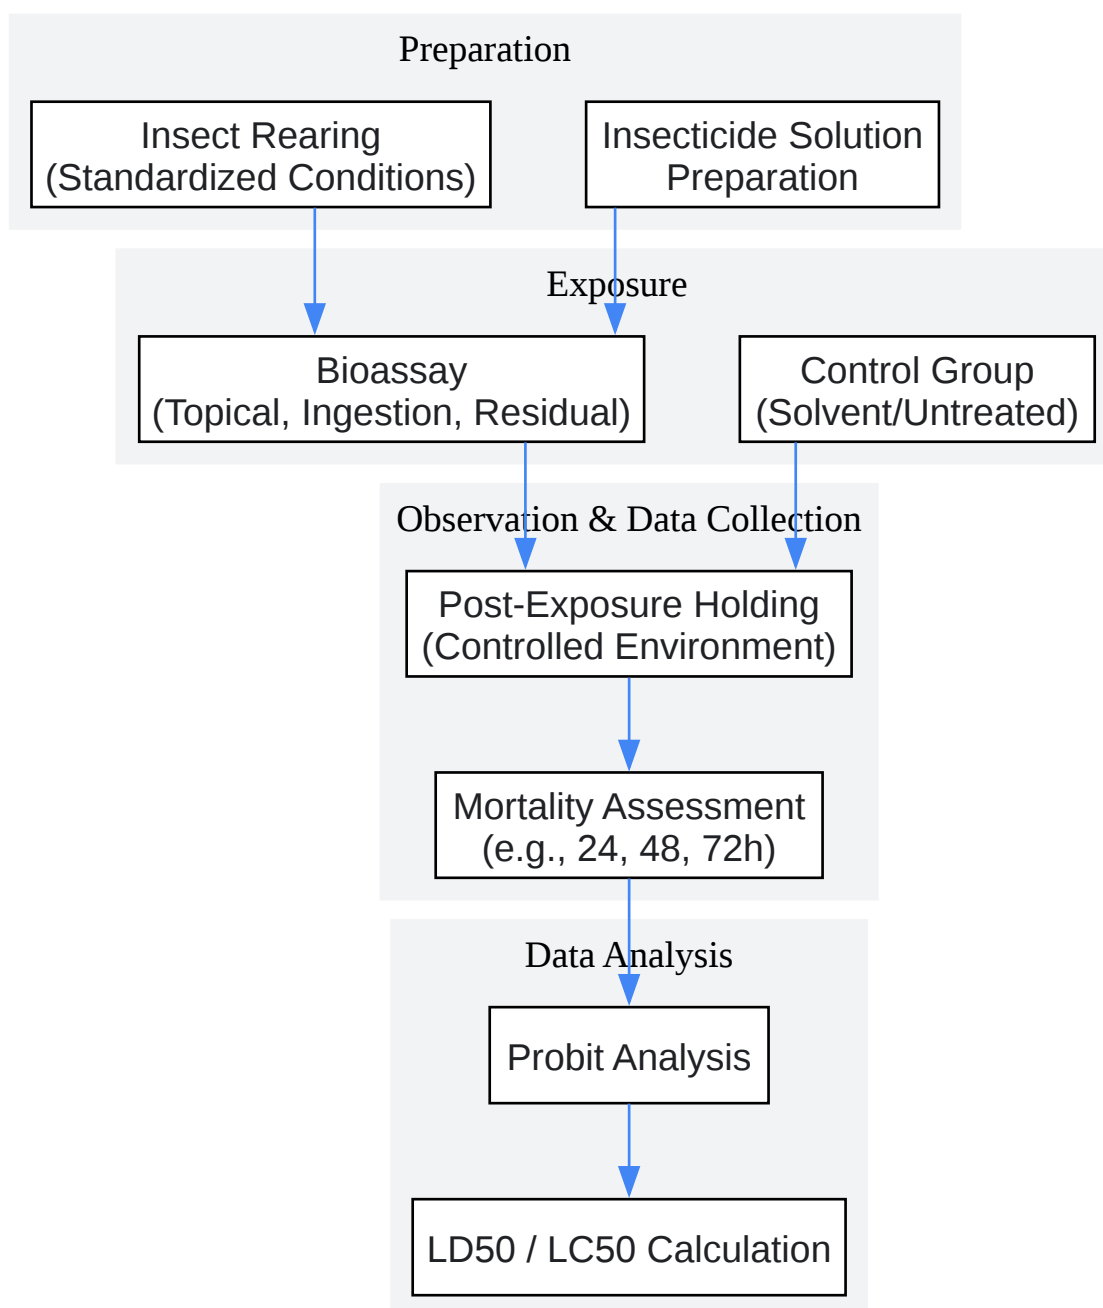 Preparation
Insect Rearing
(Standardized Conditions)
Insecticide Solution
Preparation
Exposure
Bioassay
(Topical, Ingestion, Residual)
Control Group
(Solvent/Untreated)
Observation & Data Collection
Post-Exposure Holding
(Controlled Environment)
Mortality Assessment
(e.g., 24, 48, 72h)
Data Analysis
Probit Analysis
LD50 / LC50 Calculation